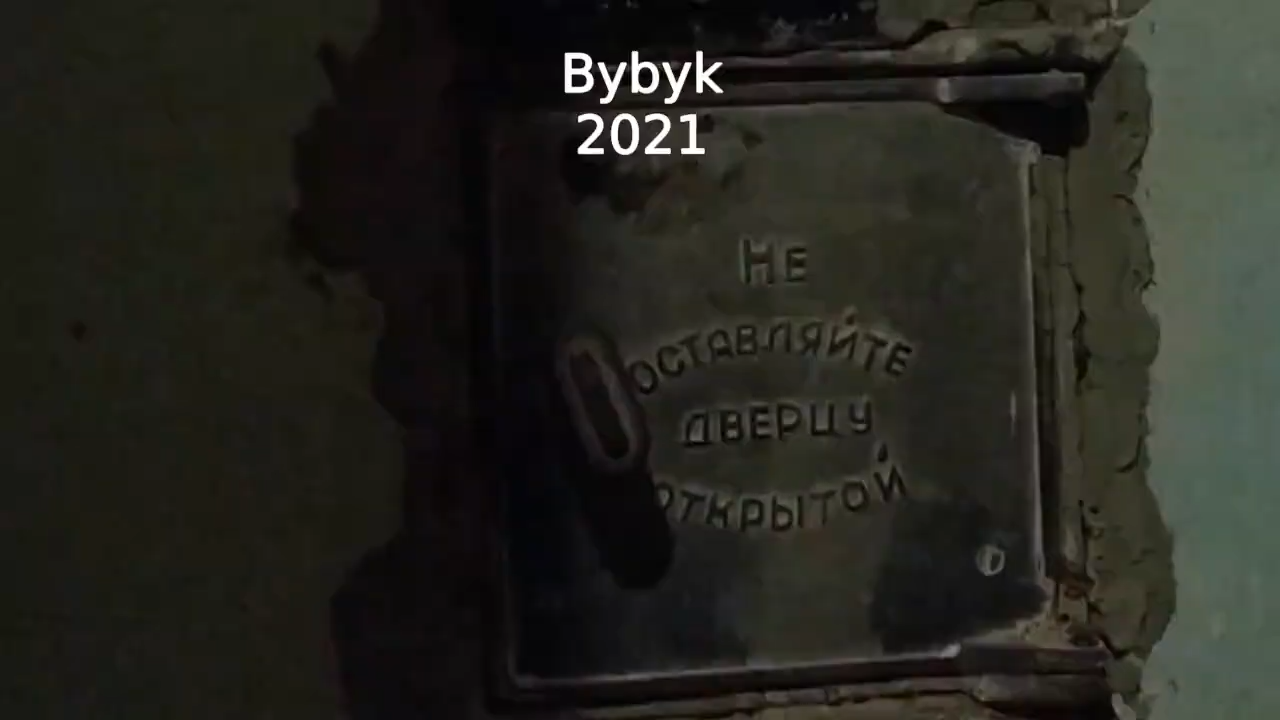 Bybyk
2021
Не
оставляйте
дверцу
открытой